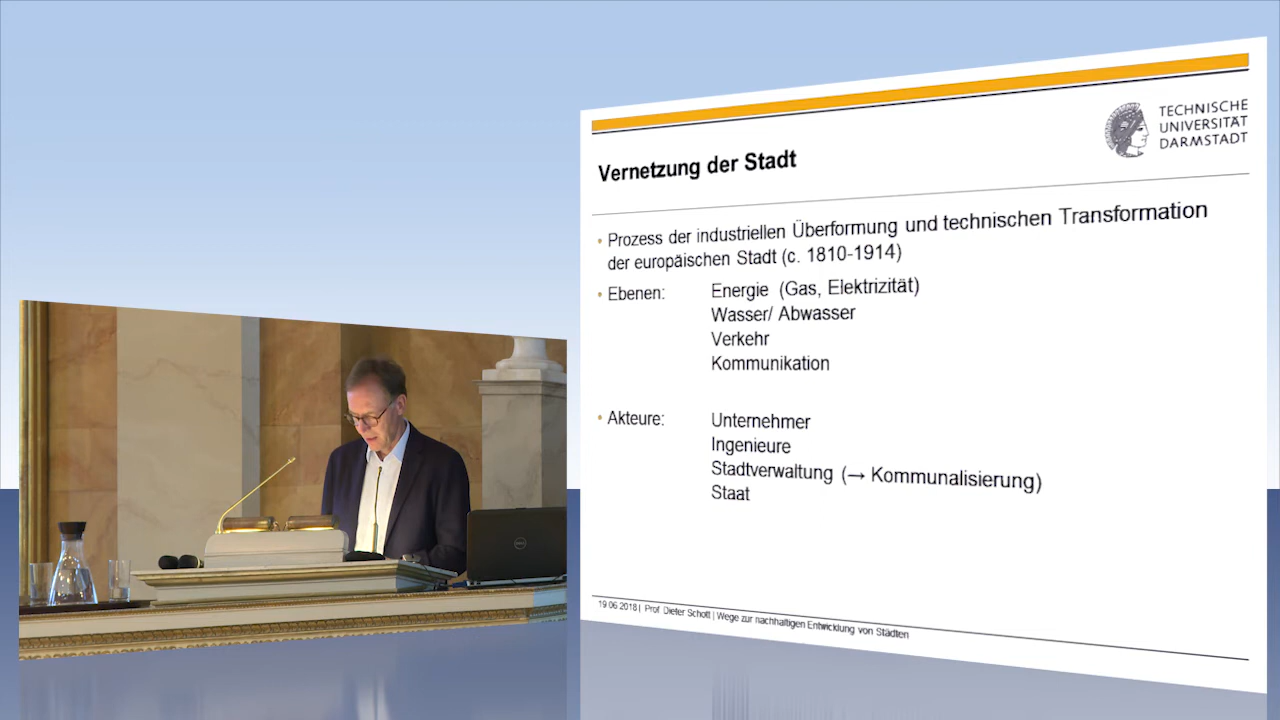 TECHNISCHE
UNIVERSITÄT
DARMSTADT
Vernetzung der Stadt
• Prozess der industriellen Überformung und technischen Transformation
der europäischen Stadt (c. 1810-1914)
• Ebenen: Energie (Gas, Elektrizität)
Wasser/ Abwasser
Verkehr
Kommunikation
• Akteure: Unternehmer
Ingenieure
Stadtverwaltung (→ Kommunalisierung)
Staat
19.06.2018 | Prof. Dieter Schott | Wege zur nachhaltigen Entwicklung von Städten
DELL